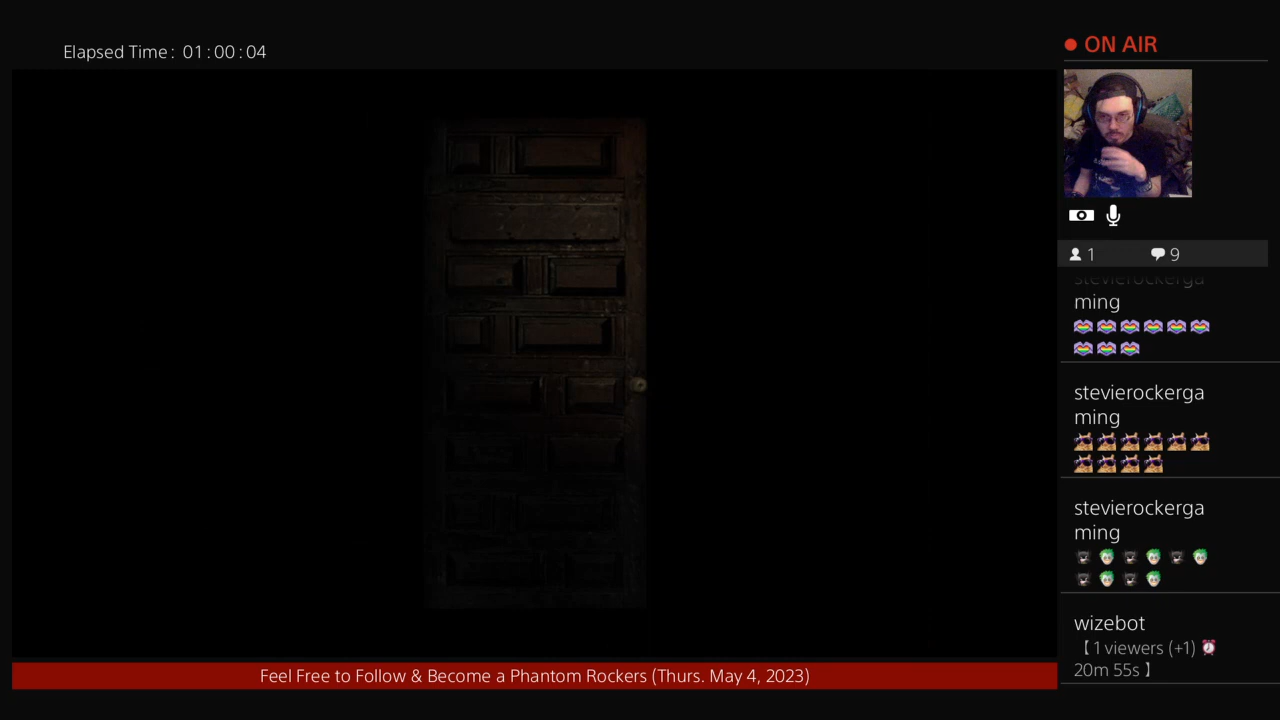 Elapsed Time: 01:00:04
ON AIR
1
9
stevierockerga
ming
stevierockerga
ming
stevierockerga
ming
wizebot
【 1 viewers (+1) ⏰
20m 55s 】
Feel Free to Follow & Become a Phantom Rockers (Thurs. May 4, 2023)